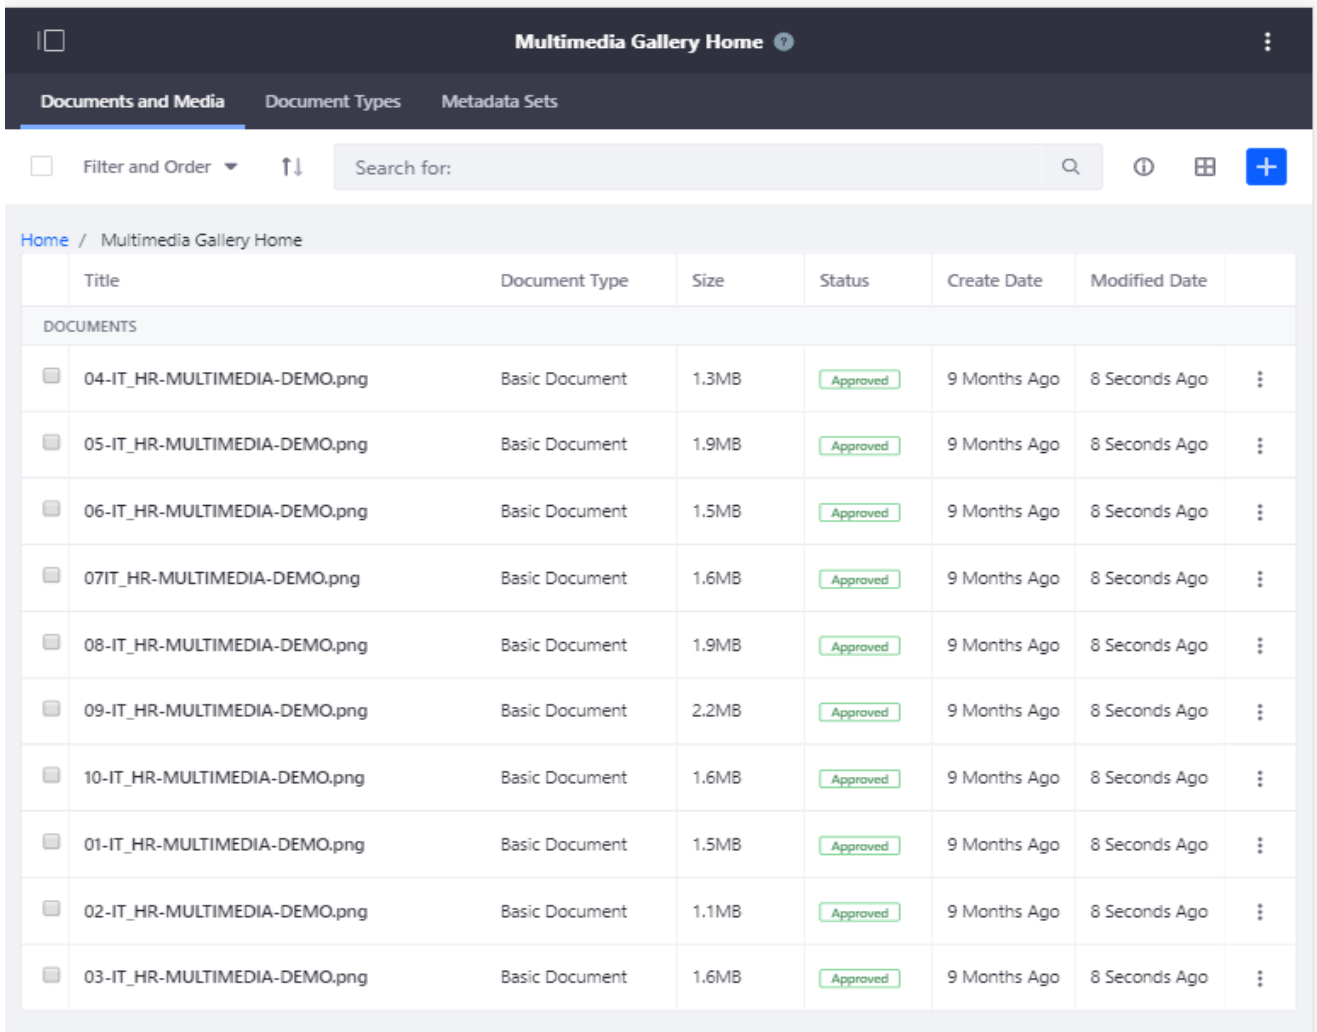 Multimedia Gallery Home ?
Documents and Media Document Types Metadata Sets
Filter and Order Search for:
Home / Multimedia Gallery Home
Title Document Type Size Status Create Date Modified Date
DOCUMENTS
04-IT_HR-MULTIMEDIA-DEMO.png Basic Document 1.3MB Approved 9 Months Ago 8 Seconds Ago
05-IT_HR-MULTIMEDIA-DEMO.png Basic Document 1.9MB Approved 9 Months Ago 8 Seconds Ago
06-IT_HR-MULTIMEDIA-DEMO.png Basic Document 1.5MB Approved 9 Months Ago 8 Seconds Ago
07IT_HR-MULTIMEDIA-DEMO.png Basic Document 1.6MB Approved 9 Months Ago 8 Seconds Ago
08-IT_HR-MULTIMEDIA-DEMO.png Basic Document 1.9MB Approved 9 Months Ago 8 Seconds Ago
09-IT_HR-MULTIMEDIA-DEMO.png Basic Document 2.2MB Approved 9 Months Ago 8 Seconds Ago
10-IT_HR-MULTIMEDIA-DEMO.png Basic Document 1.6MB Approved 9 Months Ago 8 Seconds Ago
01-IT_HR-MULTIMEDIA-DEMO.png Basic Document 1.5MB Approved 9 Months Ago 8 Seconds Ago
02-IT_HR-MULTIMEDIA-DEMO.png Basic Document 1.1MB Approved 9 Months Ago 8 Seconds Ago
03-IT_HR-MULTIMEDIA-DEMO.png Basic Document 1.6MB Approved 9 Months Ago 8 Seconds Ago